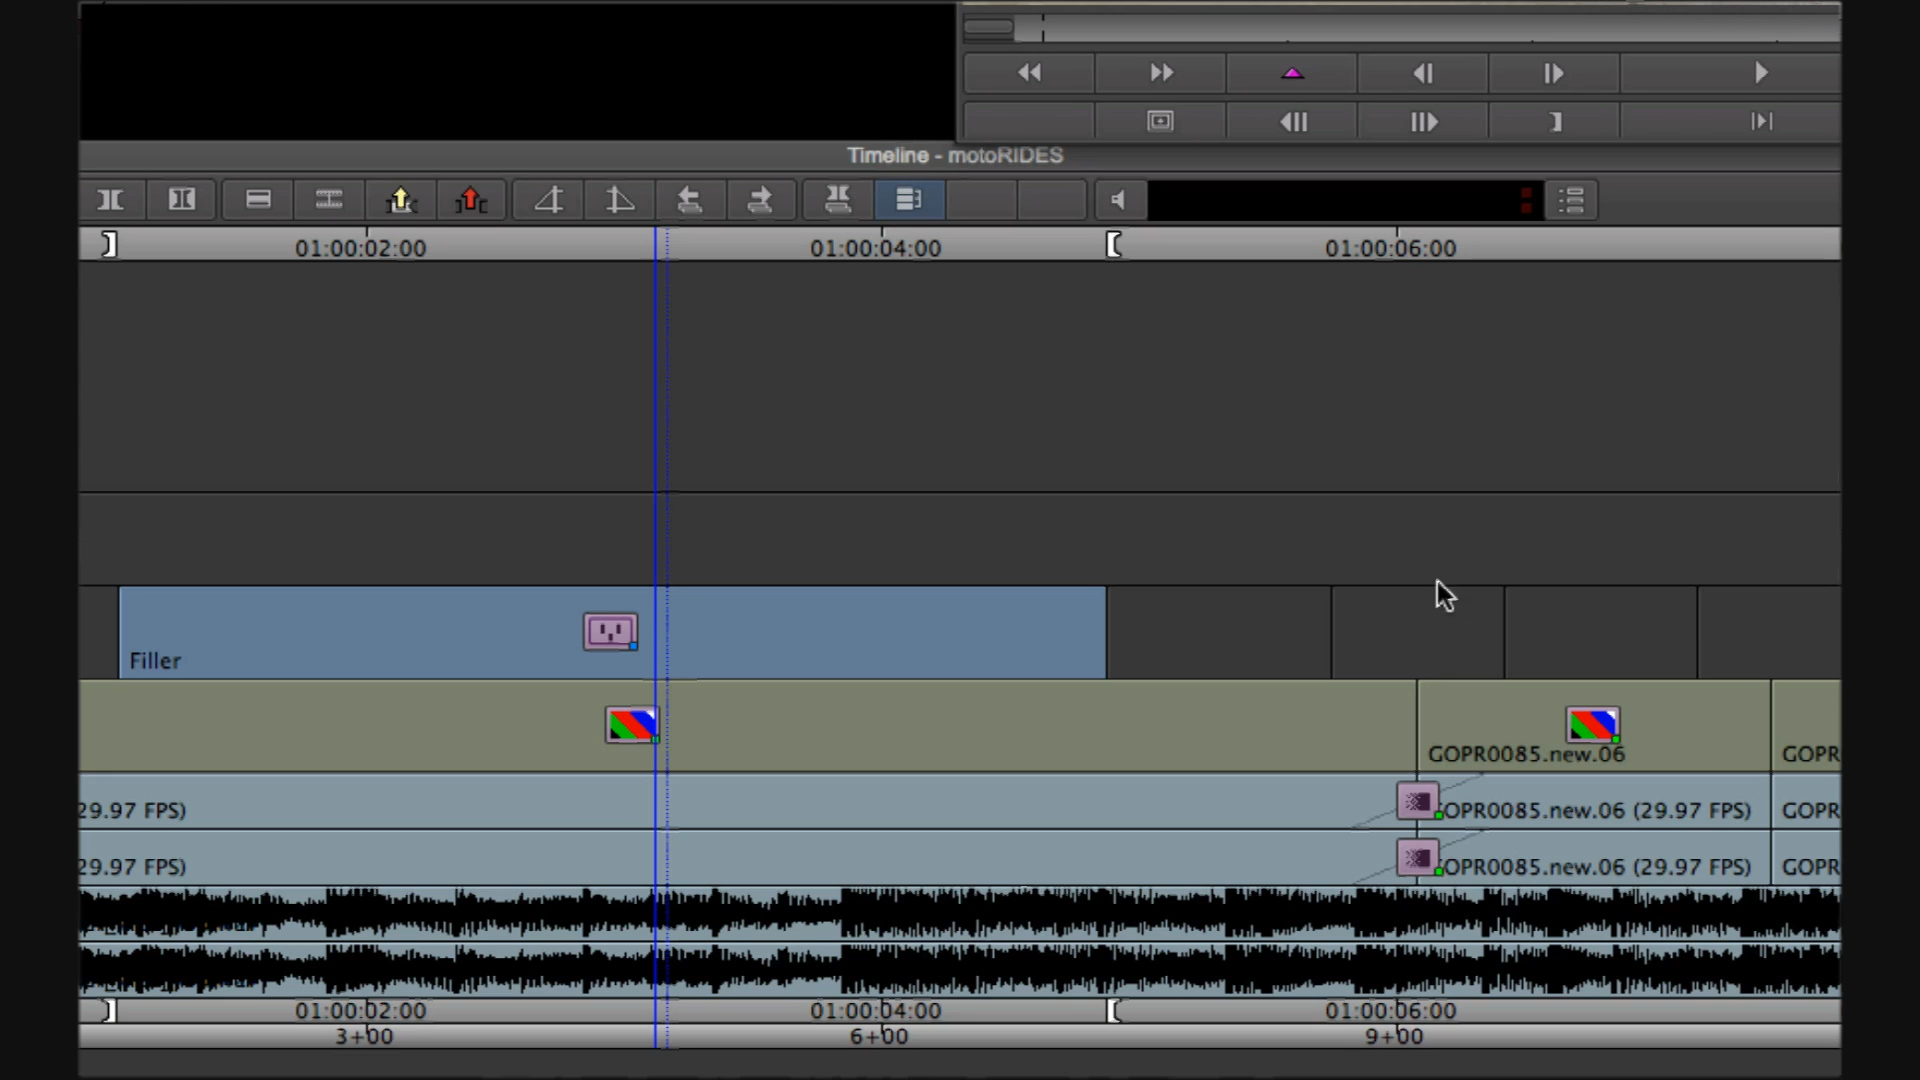 Timeline - motoRIDES
01:00:02:00 01:00:04:00 01:00:06:00
Filler
GOPR0085.new.06 GOPR
29.97 FPS) OPR0085.new.06 (29.97 FPS) GOPR
29.97 FPS) OPR0085.new.06 (29.97 FPS) GOPR
01:00:02:00 01:00:04:00 01:00:06:00
3+00 6+00 9+00